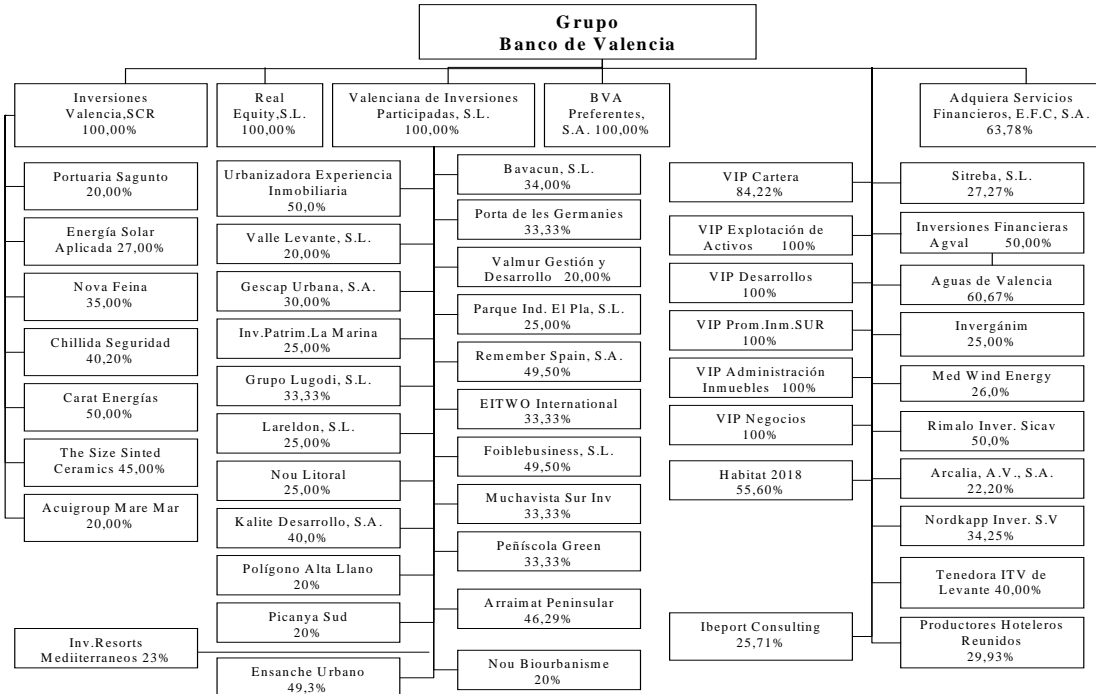 Grupo
Banco de Valencia
Inversiones
Valencia,SCR
100,00%
Real
Equity,S.L.
100,00%
Valenciana de Inversiones
Participadas, S.L.
100,00%
BVA
Preferentes,
S.A. 100,00%
Adquiera Servicios
Financieros, E.F.C, S.A.
63,78%
Portuaria Sagunto
20,00%
Energía Solar
Aplicada 27,00%
Nova Feina
35,00%
Chillida Seguridad
40,20%
Carat Energías
50,00%
The Size Sinted
Ceramics 45,00%
Acuigroup Mare Mar
20,00%
Inv.Resorts
Mediiterraneos 23%
Urbanizadora Experiencia
Inmobiliaria
50,0%
Valle Levante, S.L.
20,00%
Gescap Urbana, S.A.
30,00%
Inv.Patrim.La Marina
25,00%
Grupo Lugodi, S.L.
33,33%
Lareldon, S.L.
25,00%
Nou Litoral
25,00%
Kalite Desarrollo, S.A.
40,0%
Polígono Alta Llano
20%
Picanya Sud
20%
Ensanche Urbano
49,3%
Bavacun, S.L.
34,00%
Porta de les Germanies
33,33%
Valmur Gestión y
Desarrollo 20,00%
Parque Ind. El Pla, S.L.
25,00%
Remember Spain, S.A.
49,50%
EITWO International
33,33%
Foiblebusiness, S.L.
49,50%
Muchavista Sur Inv
33,33%
Peñíscola Green
33,33%
Arraimat Peninsular
46,29%
Nou Biourbanisme
20%
VIP Cartera
84,22%
VIP Explotación de
Activos 100%
VIP Desarrollos
100%
VIP Prom.Inm.SUR
100%
VIP Administración
Inmuebles 100%
VIP Negocios
100%
Habitat 2018
55,60%
Ibeport Consulting
25,71%
Sitreba, S.L.
27,27%
Inversiones Financieras
Agval 50,00%
Aguas de Valencia
60,67%
Invergánim
25,00%
Med Wind Energy
26,0%
Rimalo Inver. Sicav
50,0%
Arcalia, A.V., S.A.
22,20%
Nordkapp Inver. S.V
34,25%
Tenedora ITV de
Levante 40,00%
Productores Hoteleros
Reunidos
29,93%